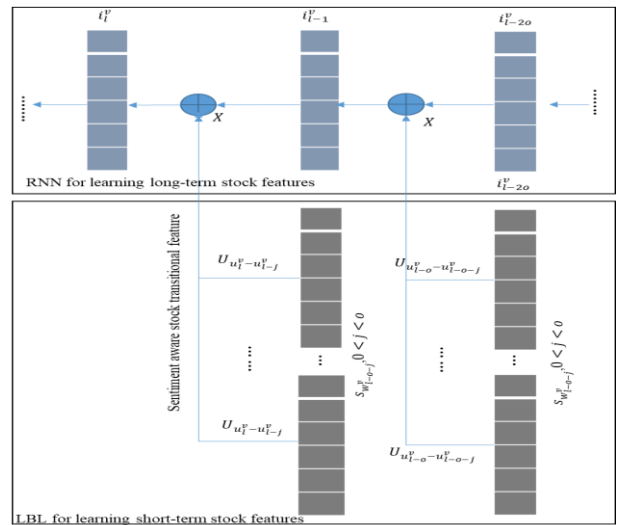 i_l^v
i_{l-1}^v
i_{l-2o}^v
X
X
i_{l-2o}^v
RNN for learning long-term stock features
Sentiment aware stock transitional feature
U_{u_l^v-u_{l-j}^v}
U_{u_{l-o}^v-u_{l-o-j}^v}
s_{w_{l-o-j}^v},0 < j < o
s_{w_{l-o-j}^v},0 < j < o
U_{u_l^v-u_{l-j}^v}
U_{u_{l-o}^v-u_{l-o-j}^v}
LBL for learning short-term stock features